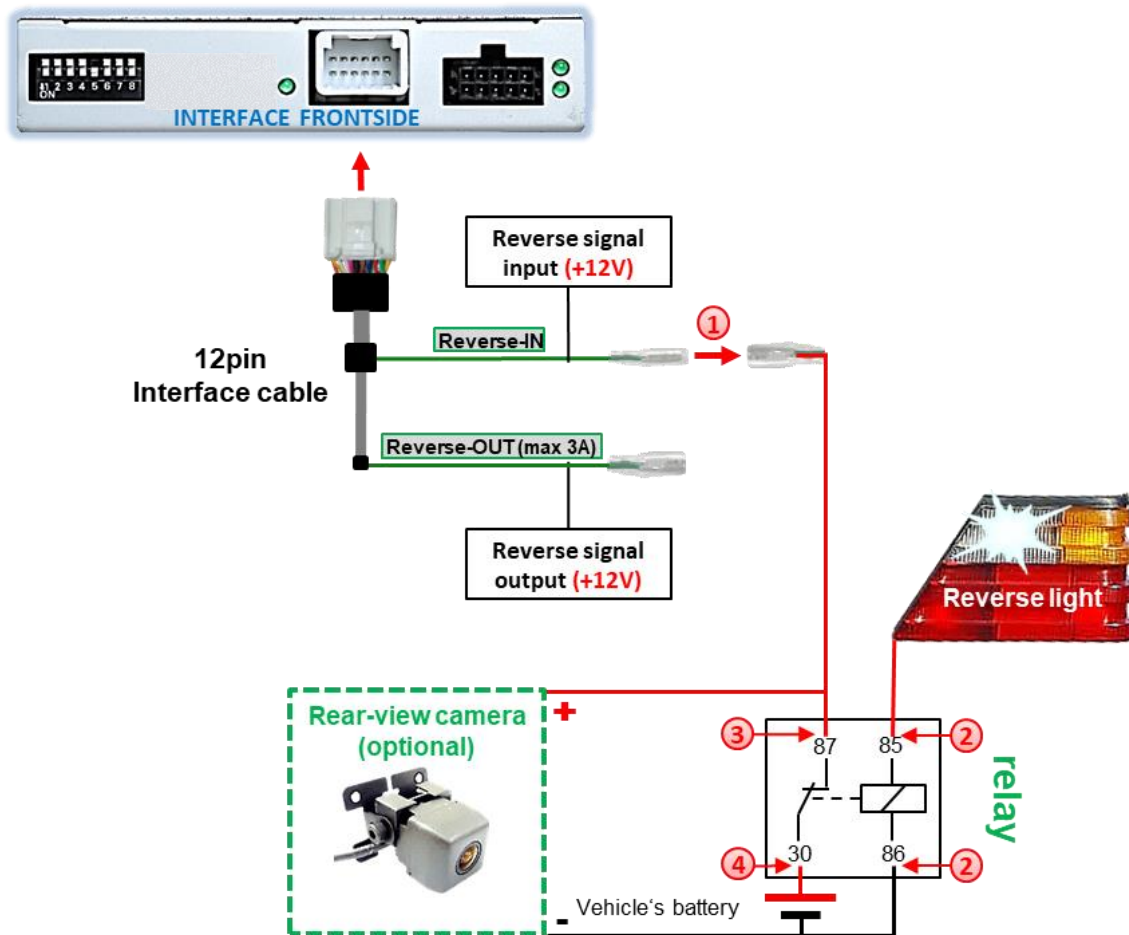 1 2 3 4 5 6 7 8
ON
INTERFACE FRONTSIDE
Reverse signal
input (+12V)
1
Reverse-IN
12pin
Interface cable
Reverse-OUT (max 3A)
Reverse signal
output (+12V)
Reverse light
Rear-view camera
(optional)
+
3
87
85
2
relay
4
30
86
2
-
Vehicle‘s battery